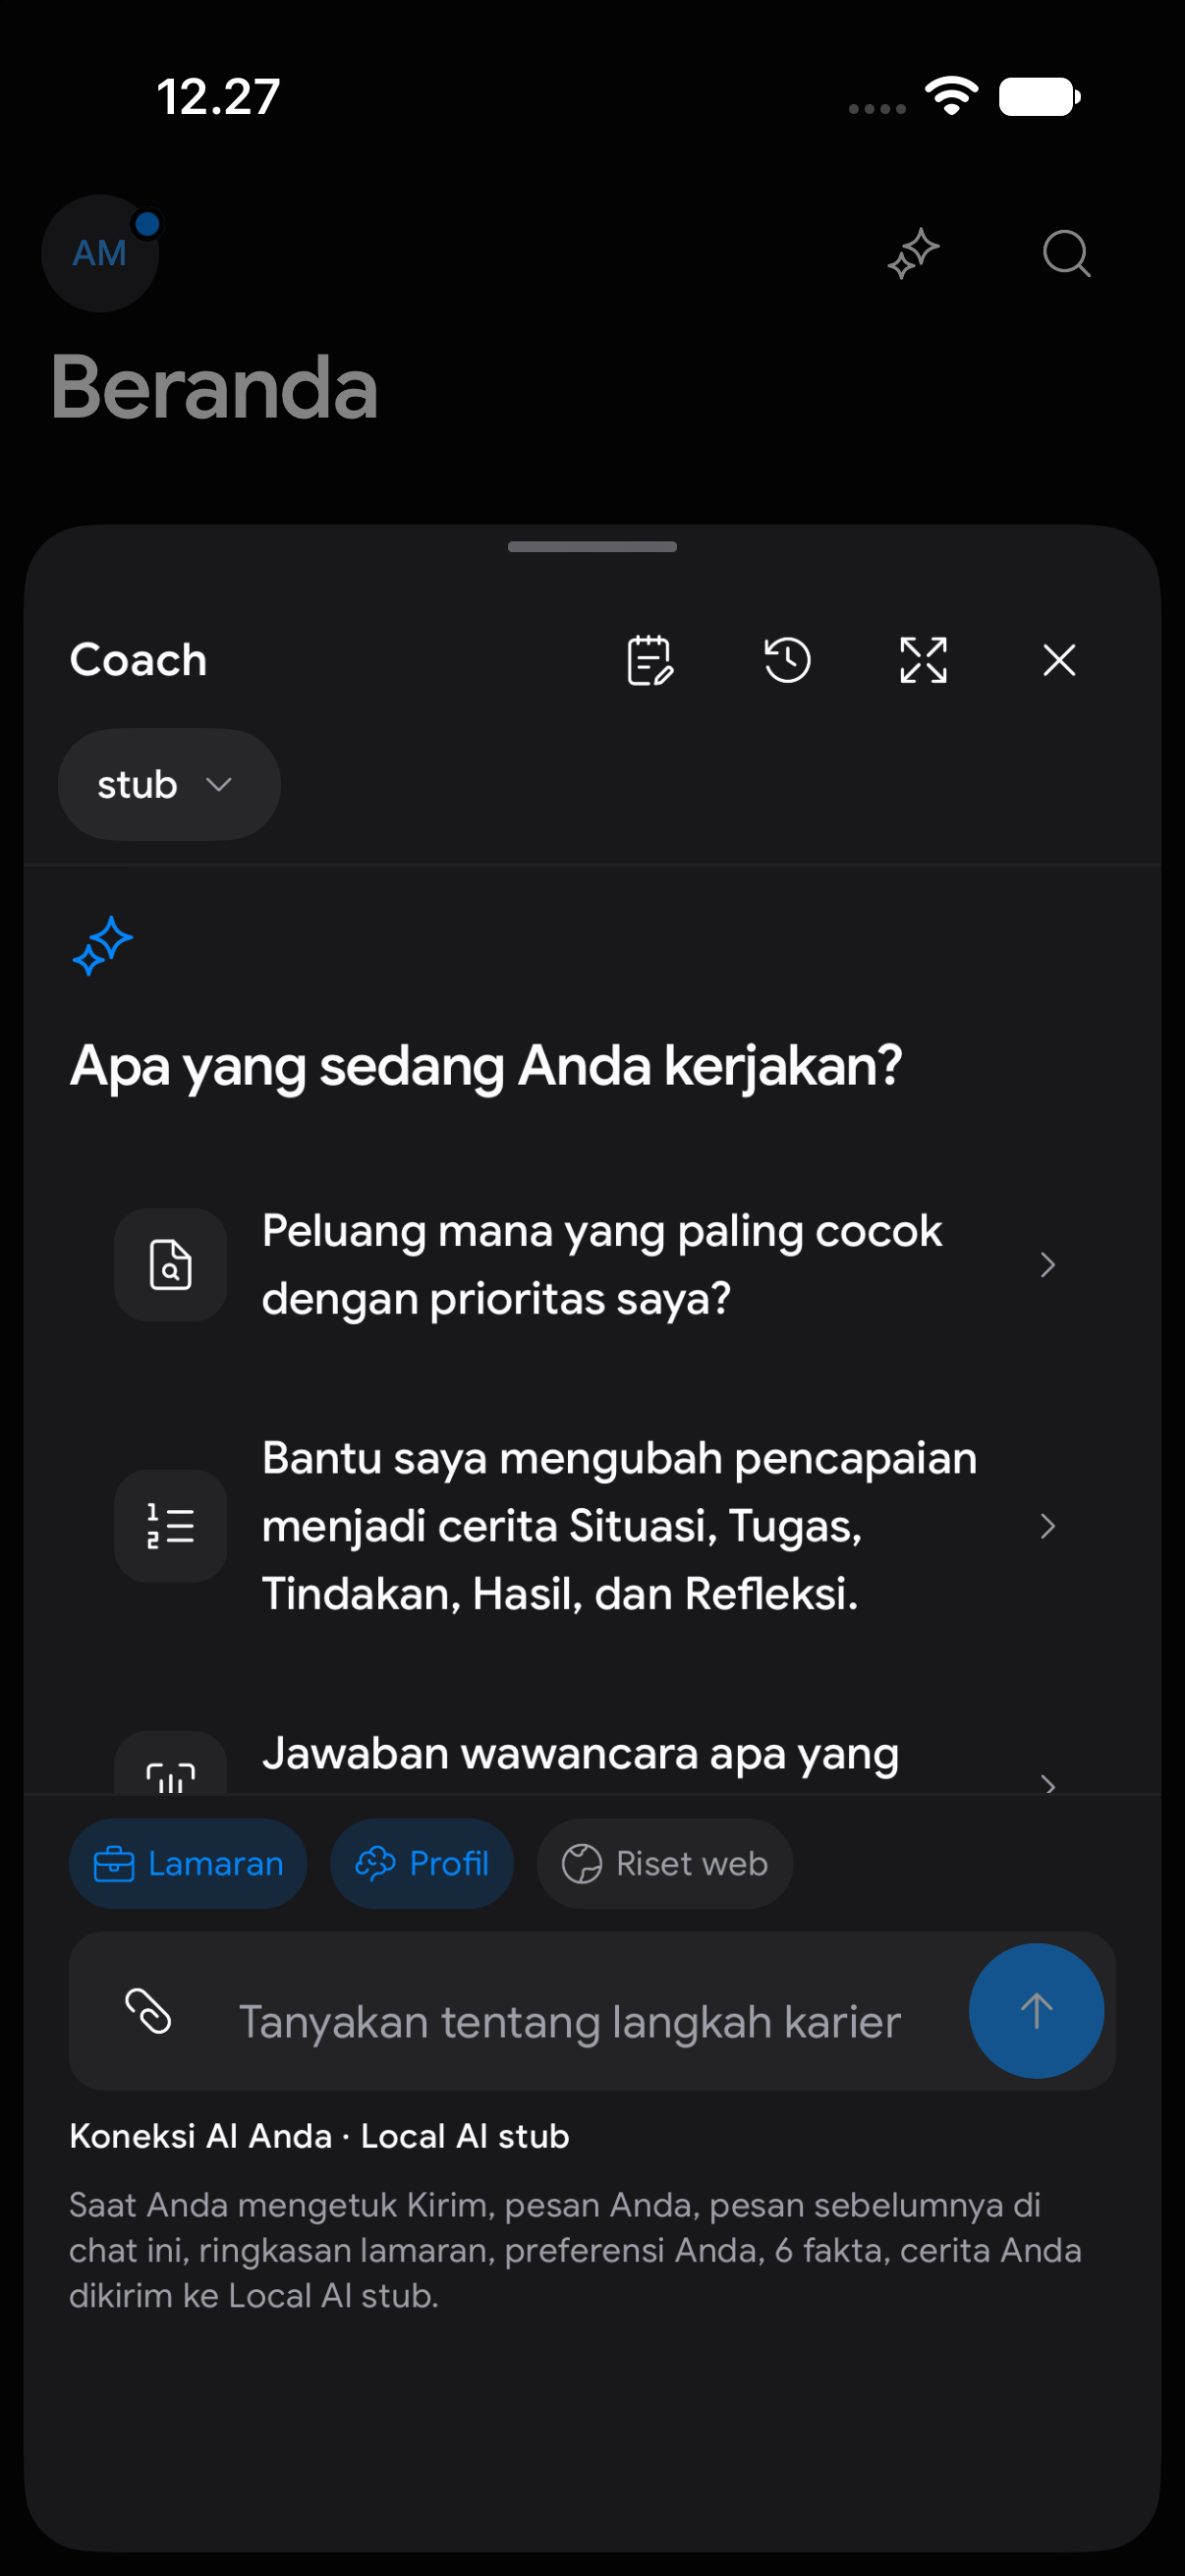 12.27
AM
Beranda
Coach
stub
Apa yang sedang Anda kerjakan?
Peluang mana yang paling cocok
dengan prioritas saya?
Bantu saya mengubah pencapaian
menjadi cerita Situasi, Tugas,
Tindakan, Hasil, dan Refleksi.
Jawaban wawancara apa yang
Lamaran
Profil
Riset web
Tanyakan tentang langkah karier
Koneksi AI Anda · Local AI stub
Saat Anda mengetuk Kirim, pesan Anda, pesan sebelumnya di
chat ini, ringkasan lamaran, preferensi Anda, 6 fakta, cerita Anda
dikirim ke Local AI stub.